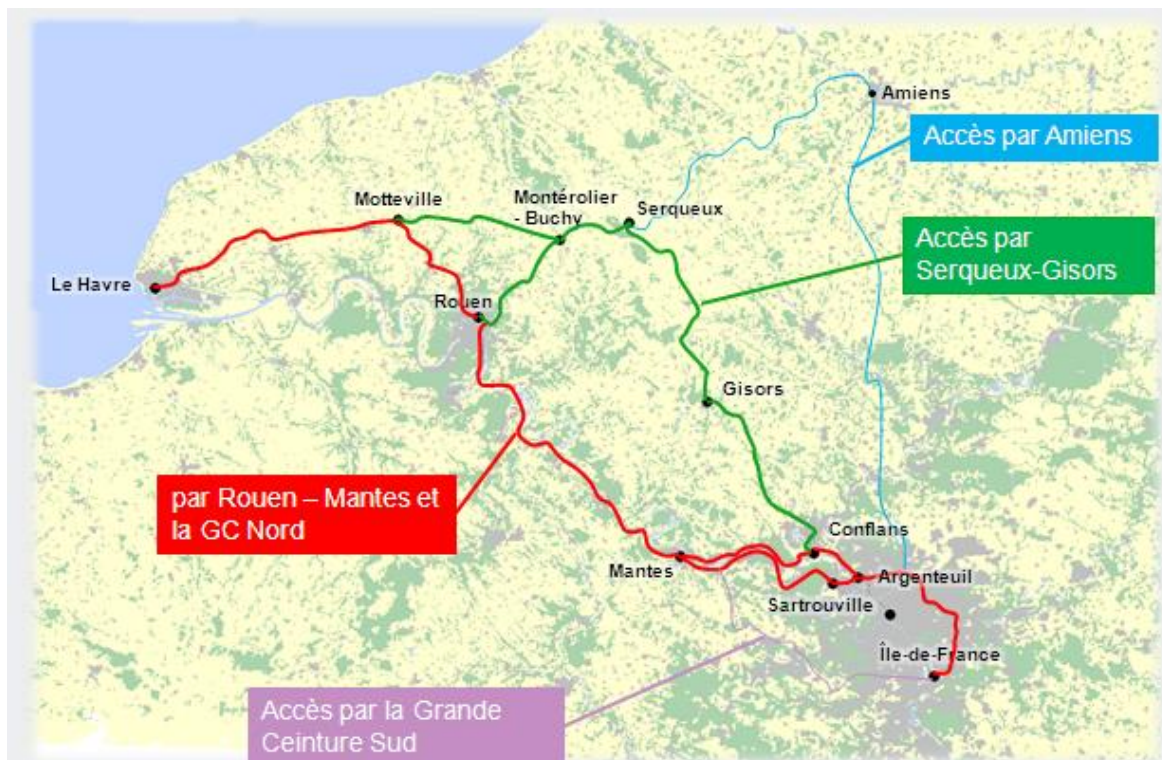 Amiens
Accès par Amiens
Motteville
Montérolier
- Buchy
Serqueux
Accès par
Serqueux-Gisors
Le Havre
Rouen
Gisors
par Rouen – Mantes et
la GC Nord
Conflans
Mantes
Argenteuil
Sartrouville
Île-de-France
Accès par la Grande
Ceinture Sud